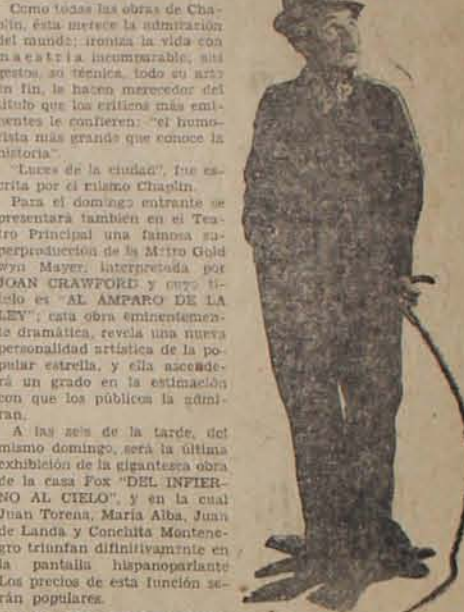 Como todas las obras de Cha-
plin, ésta merece la admiración
del mundo; ironiza la vida con
maestria incomparable, sus
gestos, su técnica, todo su arte
en fin, le hacen merecedor del
título que los críticos más emi-
nentes le confieren: "el humo-
rista más grande que conoce la
historia".
"Luces de la ciudad", fue es-
crita por el mismo Chaplin.
Para el domingo entrante se
presentará también en el Tea-
tro Principal una famosa su-
perproducción de la Metro Gold
wyn Mayer, interpretada por
JOAN CRAWFORD y cuyo tí-
tulo es "AL AMPARO DE LA
LEY"; esta obra eminentemen-
te dramática, revela una nueva
personalidad artística de la po-
pular estrella, y ella ascende-
rá un grado en la estimación
con que los públicos la admi-
ran.
A las seis de la tarde, del
mismo domingo, será la última
exhibición de la gigantesca obra
de la casa Fox "DEL INFIER-
NO AL CIELO", y en la cual
Juan Torena, María Alba, Juan
de Landa y Conchita Montene-
gro triunfan difinitivamente en
la pantalla hispanoparlante
Los precios de esta función se-
rán populares.